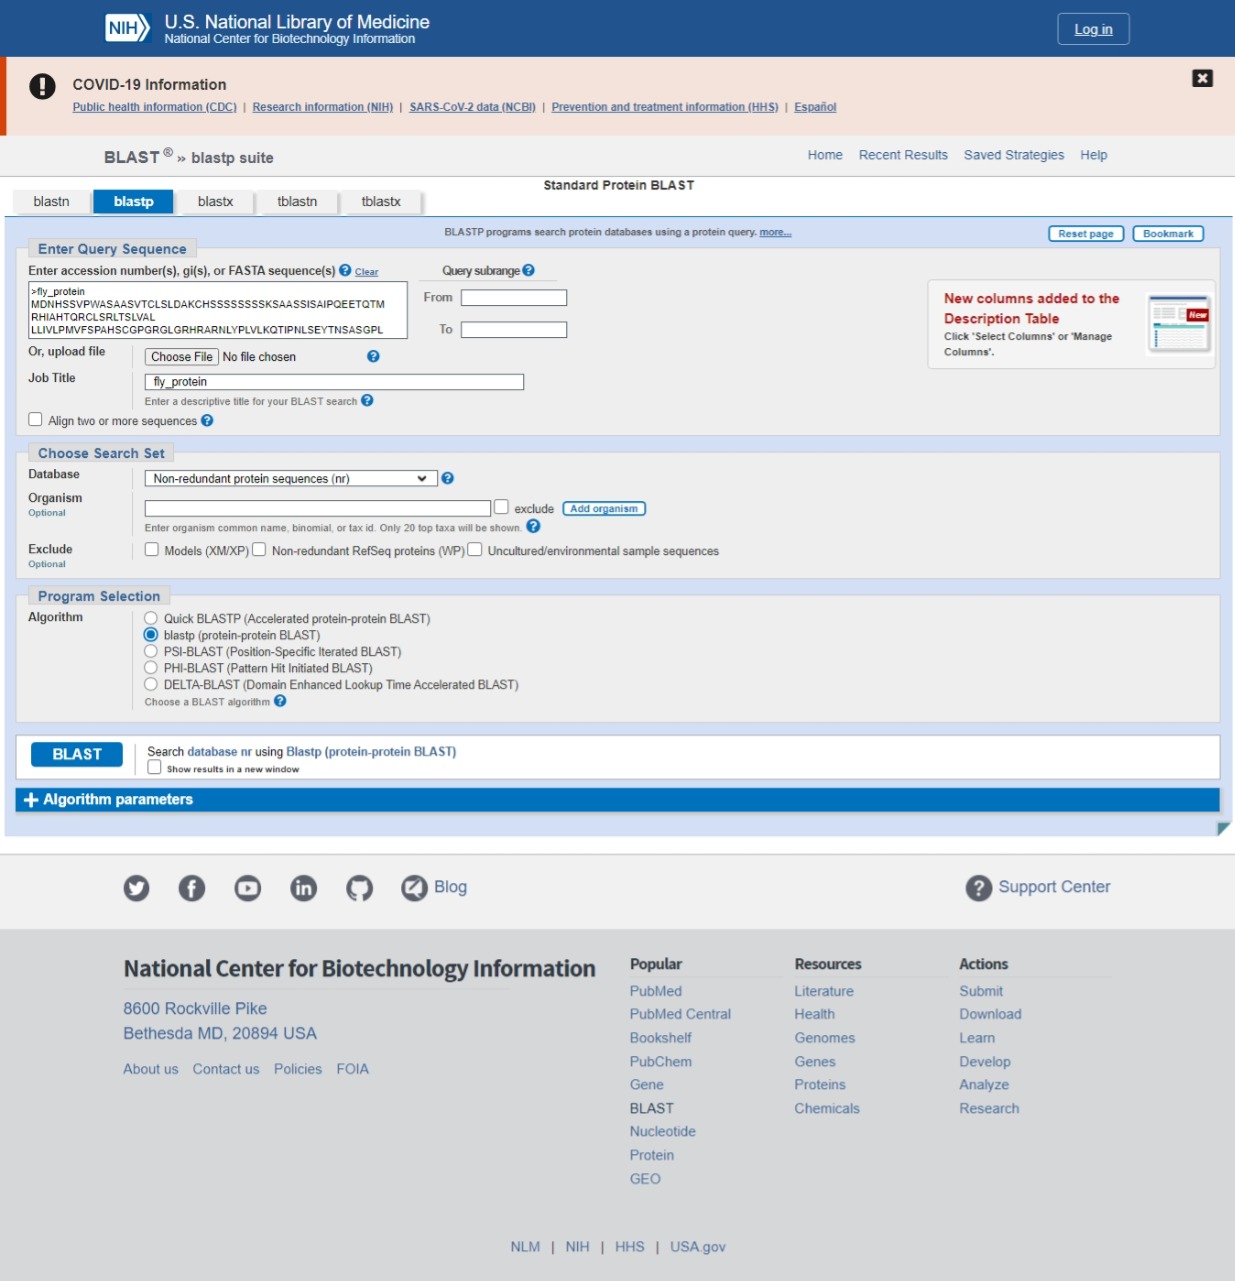 NIH
U.S. National Library of Medicine
National Center for Biotechnology Information
Log in
COVID-19 Information
Public health information (CDC) | Research information (NIH) | SARS-CoV-2 data (NCBI) | Prevention and treatment information (HHS) | Español
BLAST ® » blastp suite
Home Recent Results Saved Strategies Help
Standard Protein BLAST
blastn blastp blastx tblastn tblastx
BLASTP programs search protein databases using a protein query. more...
Reset page Bookmark
Enter Query Sequence
Enter accession number(s), gi(s), or FASTA sequence(s) ? Clear
Query subrange ?
>fly_protein
MDNHSSVPWASAASVTCLSLDAKCHSSSSSSSSKSAASSISAIPQEETQTM
RHIAHTQRCLSRLTSLVAL
LLIVLPMVFSPAHSCGPGRGLGRHRARNLYPLVLKQTIPNLSEYTNSASGPL
From
To
New columns added to the
Description Table
Click 'Select Columns' or 'Manage
Columns'.
New
Or, upload file Choose File No file chosen ?
Job Title fly_protein
Enter a descriptive title for your BLAST search ?
Align two or more sequences ?
Choose Search Set
Database Non-redundant protein sequences (nr) ?
Organism
Optional
exclude Add organism
Enter organism common name, binomial, or tax id. Only 20 top taxa will be shown. ?
Exclude
Optional
Models (XM/XP) Non-redundant RefSeq proteins (WP) Uncultured/environmental sample sequences
Program Selection
Algorithm
Quick BLASTP (Accelerated protein-protein BLAST)
blastp (protein-protein BLAST)
PSI-BLAST (Position-Specific Iterated BLAST)
PHI-BLAST (Pattern Hit Initiated BLAST)
DELTA-BLAST (Domain Enhanced Lookup Time Accelerated BLAST)
Choose a BLAST algorithm ?
BLAST
Search database nr using Blastp (protein-protein BLAST)
Show results in a new window
+ Algorithm parameters
Blog
? Support Center
National Center for Biotechnology Information
8600 Rockville Pike
Bethesda MD, 20894 USA
About us Contact us Policies FOIA
Popular
PubMed
PubMed Central
Bookshelf
PubChem
Gene
BLAST
Nucleotide
Protein
GEO
Resources
Literature
Health
Genomes
Genes
Proteins
Chemicals
Actions
Submit
Download
Learn
Develop
Analyze
Research
NLM | NIH | HHS | USA.gov